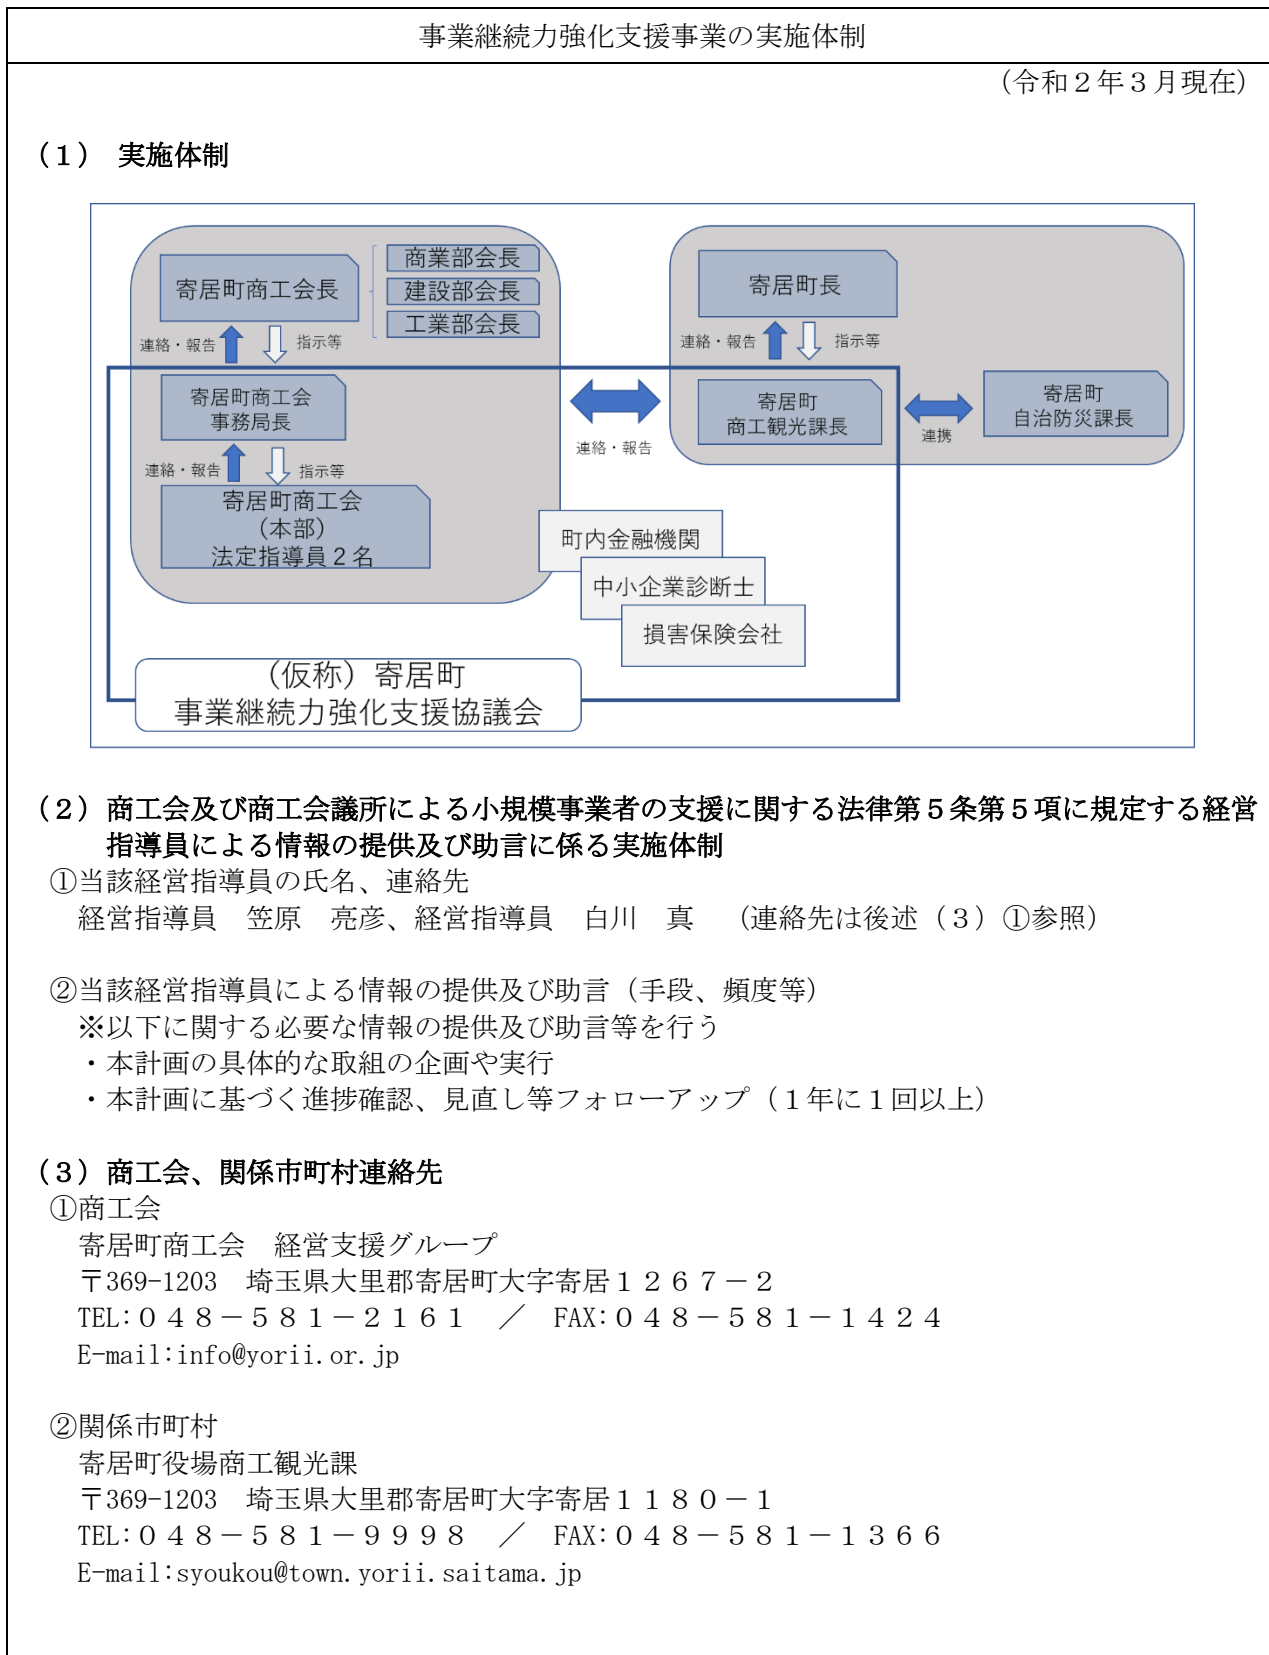 事業継続力強化支援事業の実施体制
（令和２年３月現在）
（１） 実施体制
寄居町商工会長
商業部会長
建設部会長
工業部会長
連絡・報告
指示等
寄居町商工会
事務局長
連絡・報告
指示等
寄居町商工会
（本部）
法定指導員２名
連絡・報告
寄居町長
連絡・報告
指示等
寄居町
商工観光課長
連携
寄居町
自治防災課長
町内金融機関
中小企業診断士
損害保険会社
（仮称）寄居町
事業継続力強化支援協議会
（２）商工会及び商工会議所による小規模事業者の支援に関する法律第５条第５項に規定する経営
指導員による情報の提供及び助言に係る実施体制
①当該経営指導員の氏名、連絡先
経営指導員　笠原　亮彦、経営指導員　白川　真　（連絡先は後述（３）①参照）
②当該経営指導員による情報の提供及び助言（手段、頻度等）
※以下に関する必要な情報の提供及び助言等を行う
・本計画の具体的な取組の企画や実行
・本計画に基づく進捗確認、見直し等フォローアップ（１年に１回以上）
（３）商工会、関係市町村連絡先
①商工会
寄居町商工会　経営支援グループ
〒369-1203　埼玉県大里郡寄居町大字寄居１２６７－２
TEL:０４８－５８１－２１６１　／　FAX:０４８－５８１－１４２４
E-mail:info@yorii.or.jp
②関係市町村
寄居町役場商工観光課
〒369-1203　埼玉県大里郡寄居町大字寄居１１８０－１
TEL:０４８－５８１－９９９８　／　FAX:０４８－５８１－１３６６
E-mail:syoukou@town.yorii.saitama.jp